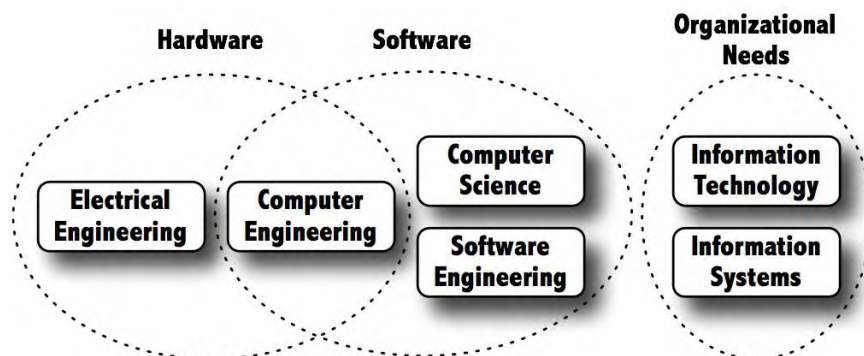 Hardware
Software
Organizational
Needs
Electrical
Engineering
Computer
Engineering
Computer
Science
Software
Engineering
Information
Technology
Information
Systems